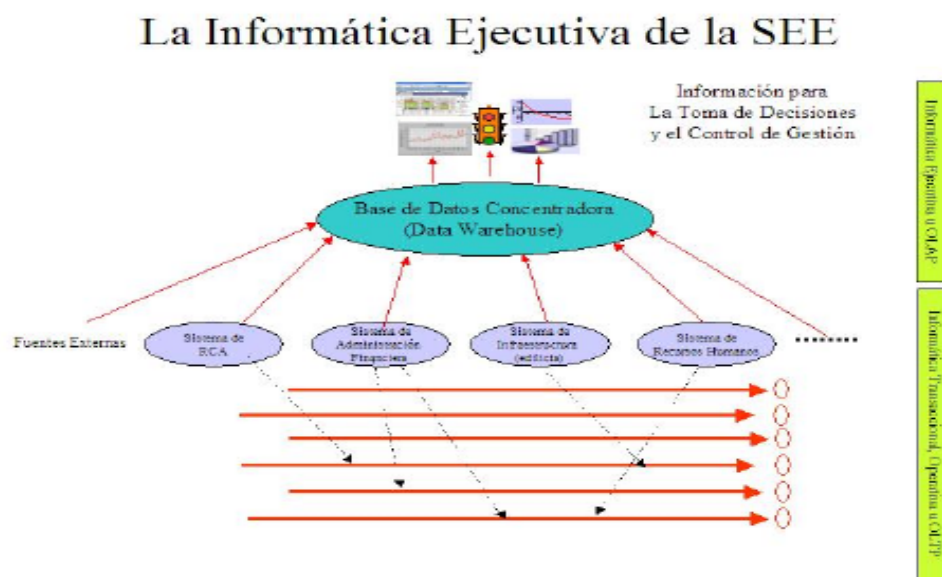 La Informática Ejecutiva de la SEE
Información para
La Toma de Decisiones
y el Control de Gestión
Base de Datos Concentradora
(Data Warehouse)
Fuentes Externas
Sistema de
RCA
Sistema de
Administración
Financiera
Sistema de
Infraestructura
(edilicia)
Sistema de
Recursos Humanos
........
Informática Ejecutiva u OLAP
Informática Transaccional, Operativa u OLTP